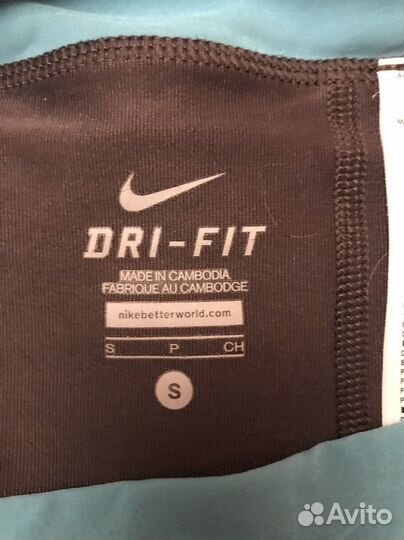 DRI-FIT
MADE IN CAMBODIA
FABRIQUE AU CAMBODGE
nikebetterworld.com
S P CH
S
Avito